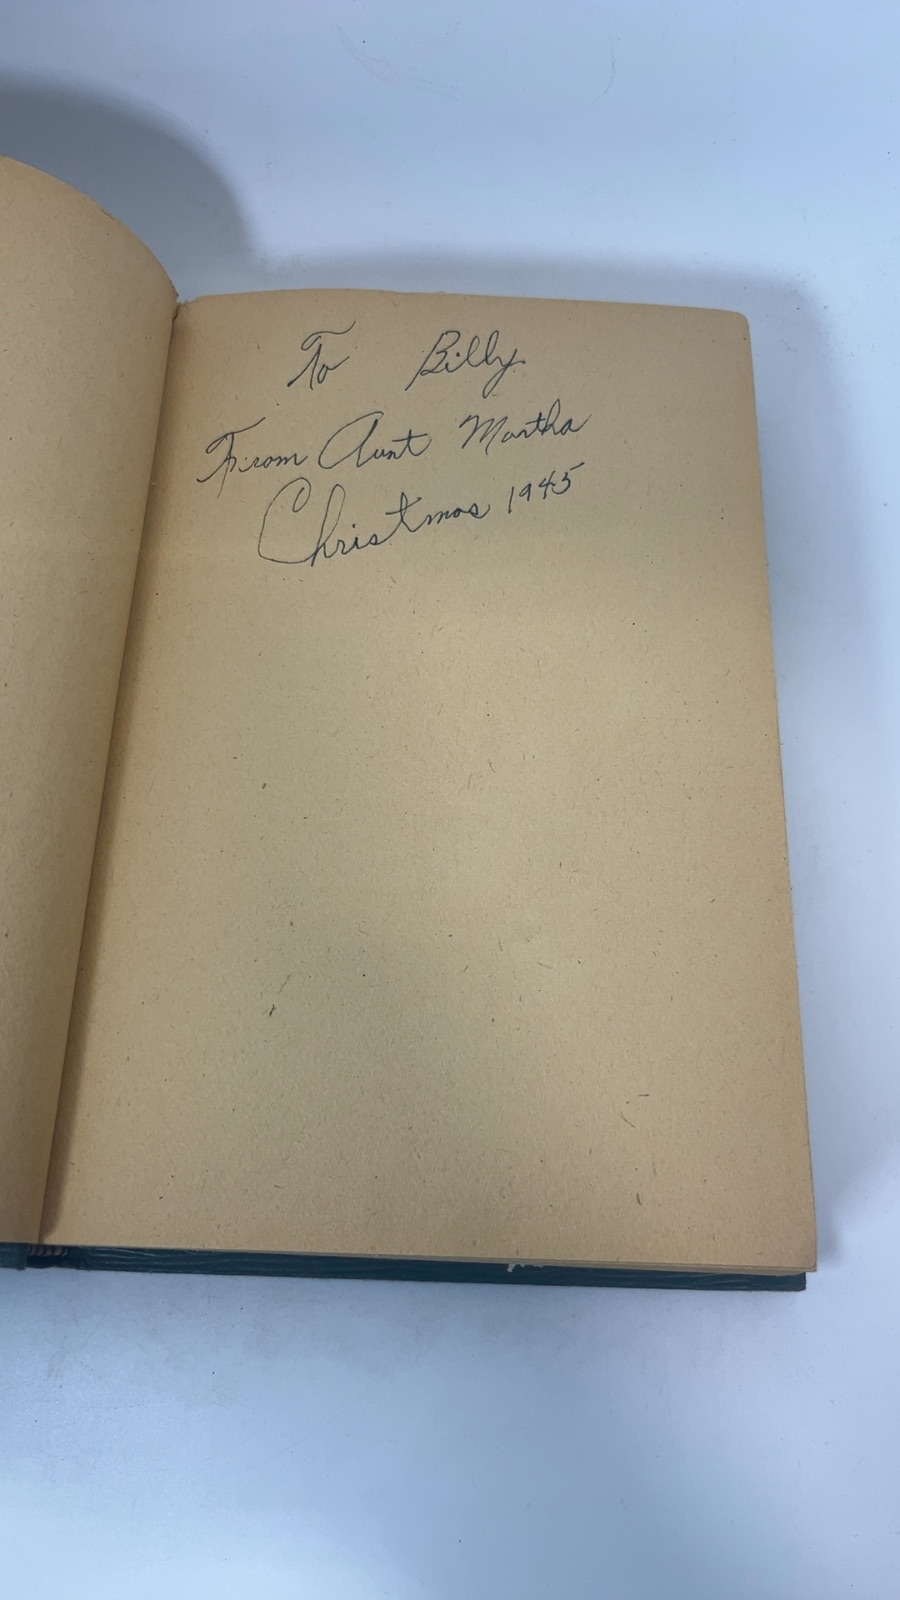 To Billy
From Aunt Martha
Christmas 1945